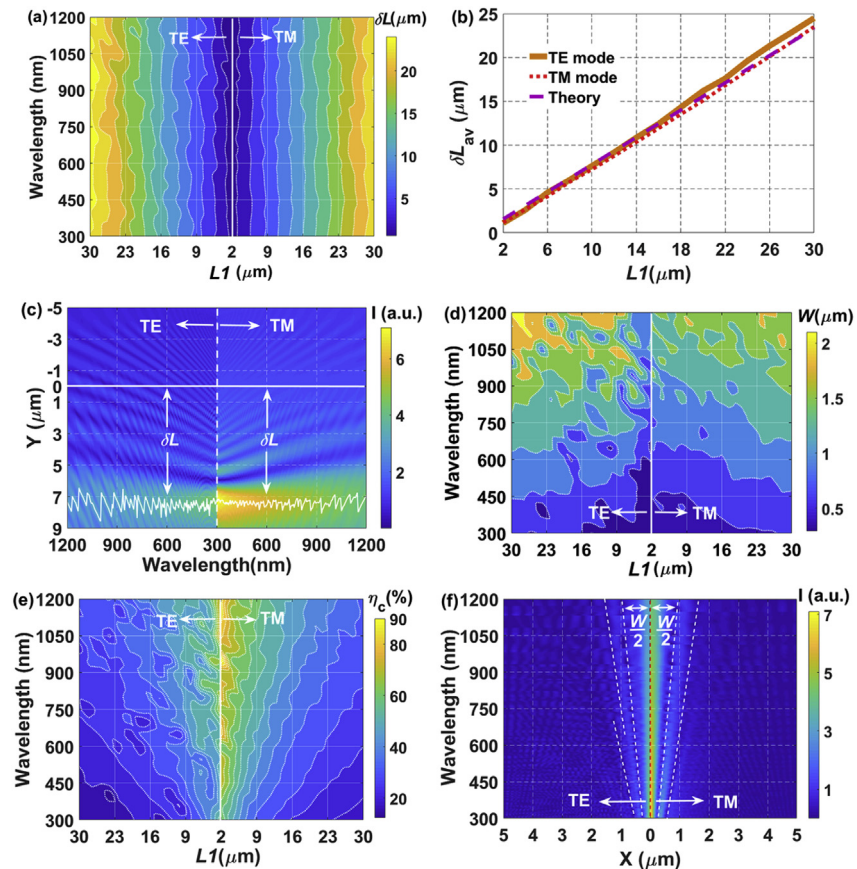 (a)
δL(μm)
1200
1050
900
750
600
450
300
Wavelength (nm)
TE
TM
30 23 16 9 2 9 16 23 30
L1(μm)
20
15
10
5
(b)
25
20
15
10
5
0
δLav (μm)
TE mode
TM mode
Theory
2 6 10 14 18 22 26 30
L1(μm)
(c)
I (a.u.)
-5
-3
-1
0
1
3
5
7
9
Y (μm)
TE
TM
δL
δL
1200 900 600 300 600 900 1200
Wavelength(nm)
6
4
2
(d)
W(μm)
1200
1050
900
750
600
450
300
Wavelength (nm)
TE
TM
30 23 16 9 2 9 16 23 30
L1(μm)
2
1.5
1
0.5
(e)
ηc(%)
1200
1050
900
750
600
450
300
Wavelength (nm)
TE
TM
30 23 16 9 2 9 16 23 30
L1(μm)
90
80
60
40
20
(f)
I (a.u.)
1200
1050
900
750
600
450
300
Wavelength (nm)
W/2
W/2
TE
TM
5 4 3 2 1 0 1 2 3 4 5
X (μm)
7
5
3
1